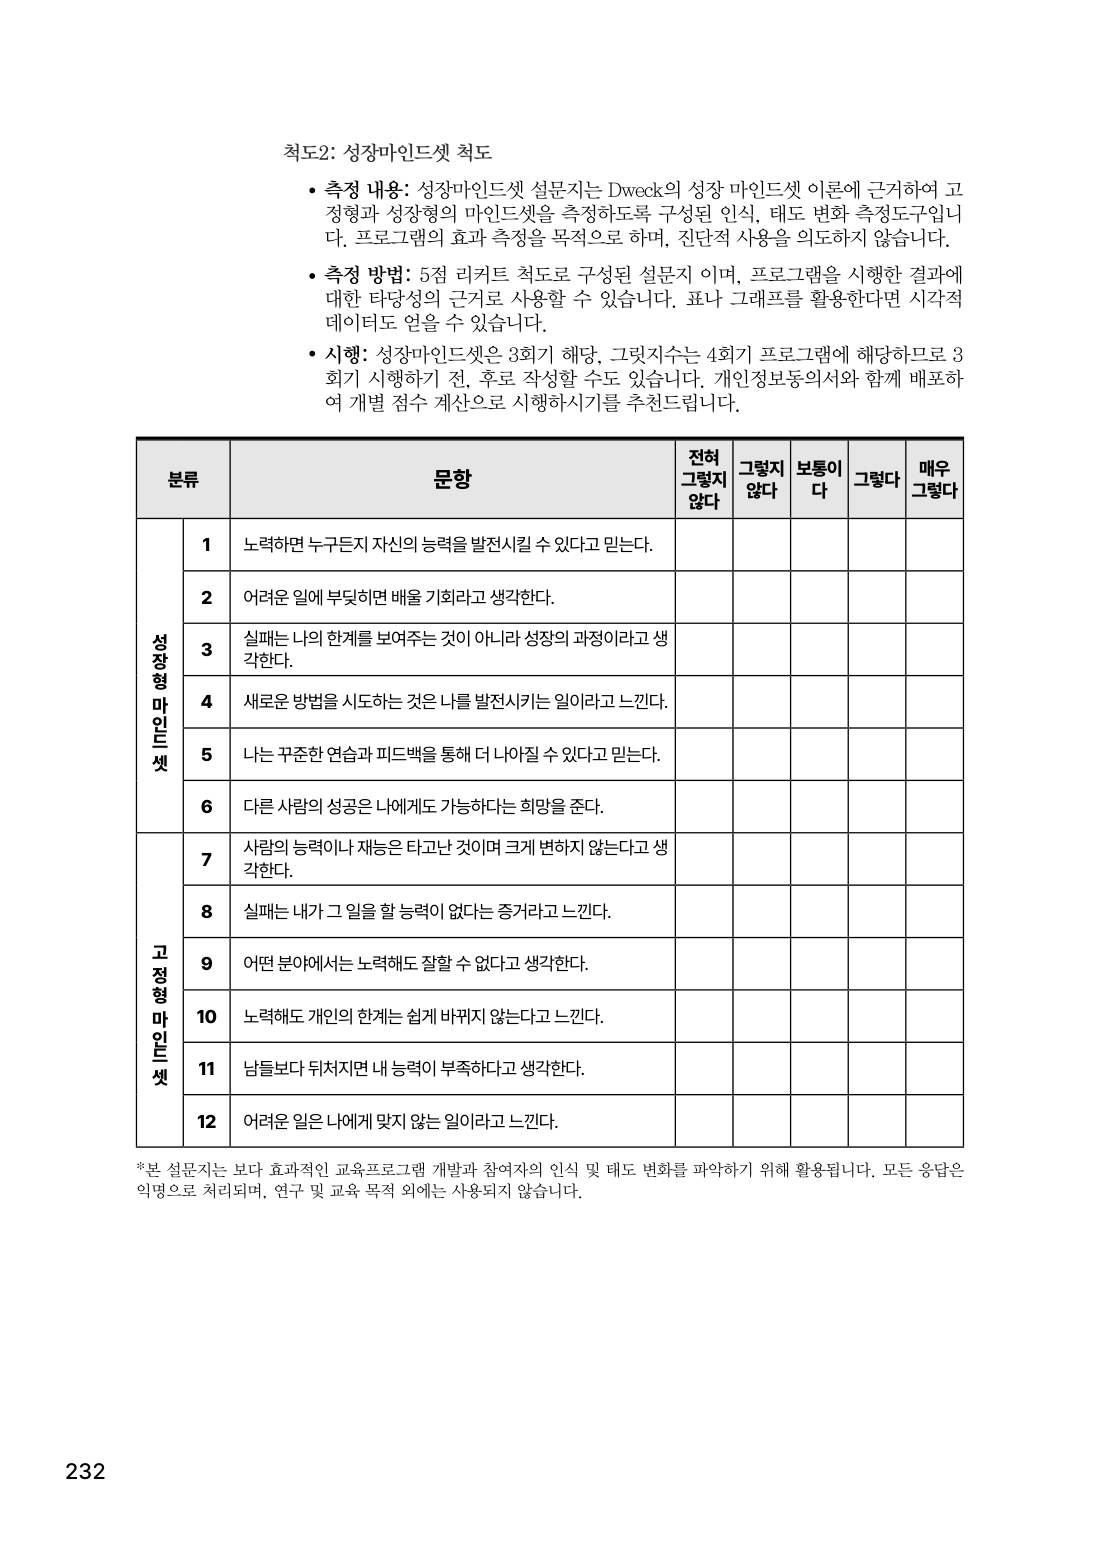 척도2: 성장마인드셋 척도
• 측정 내용: 성장마인드셋 설문지는 Dweck의 성장 마인드셋 이론에 근거하여 고
정형과 성장형의 마인드셋을 측정하도록 구성된 인식, 태도 변화 측정도구입니
다. 프로그램의 효과 측정을 목적으로 하며, 진단적 사용을 의도하지 않습니다.
• 측정 방법: 5점 리커트 척도로 구성된 설문지 이며, 프로그램을 시행한 결과에
대한 타당성의 근거로 사용할 수 있습니다. 표나 그래프를 활용한다면 시각적
데이터도 얻을 수 있습니다.
• 시행: 성장마인드셋은 3회기 해당, 그릿지수는 4회기 프로그램에 해당하므로 3
회기 시행하기 전, 후로 작성할 수도 있습니다. 개인정보동의서와 함께 배포하
여 개별 점수 계산으로 시행하시기를 추천드립니다.
분류 문항 전혀 그렇지 않다 그렇지 않다 보통이다 그렇다 매우 그렇다
성장형 마인드셋
1 노력하면 누구든지 자신의 능력을 발전시킬 수 있다고 믿는다.
2 어려운 일에 부딪히면 배울 기회라고 생각한다.
3 실패는 나의 한계를 보여주는 것이 아니라 성장의 과정이라고 생
각한다.
4 새로운 방법을 시도하는 것은 나를 발전시키는 일이라고 느낀다.
5 나는 꾸준한 연습과 피드백을 통해 더 나아질 수 있다고 믿는다.
6 다른 사람의 성공은 나에게도 가능하다는 희망을 준다.
고정형 마인드셋
7 사람의 능력이나 재능은 타고난 것이며 크게 변하지 않는다고 생
각한다.
8 실패는 내가 그 일을 할 능력이 없다는 증거라고 느낀다.
9 어떤 분야에서는 노력해도 잘할 수 없다고 생각한다.
10 노력해도 개인의 한계는 쉽게 바뀌지 않는다고 느낀다.
11 남들보다 뒤처지면 내 능력이 부족하다고 생각한다.
12 어려운 일은 나에게 맞지 않는 일이라고 느낀다.
*본 설문지는 보다 효과적인 교육프로그램 개발과 참여자의 인식 및 태도 변화를 파악하기 위해 활용됩니다. 모든 응답은
익명으로 처리되며, 연구 및 교육 목적 외에는 사용되지 않습니다.
232